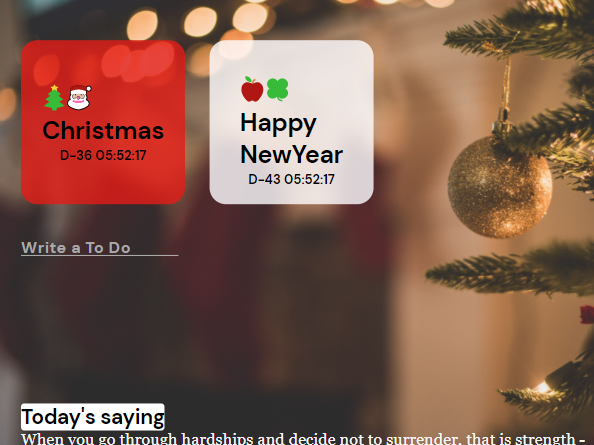 Christmas
D-36 05:52:17
Happy
NewYear
D-43 05:52:17
Write a To Do
Today's saying
When you go through hardships and decide not to surrender, that is strength -